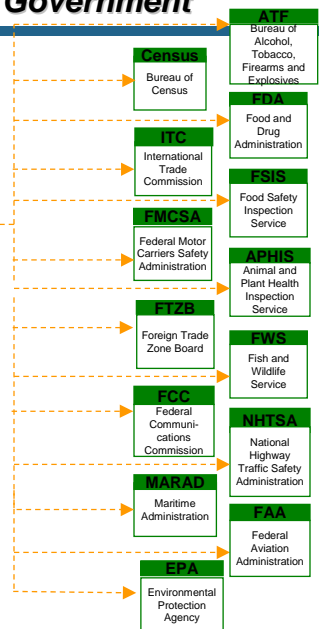 Government
ATF
Bureau of
Alcohol,
Tobacco,
Firearms and
Explosives
Census
Bureau of
Census
FDA
Food and
Drug
Administration
ITC
International
Trade
Commission
FSIS
Food Safety
Inspection
Service
FMCSA
Federal Motor
Carriers Safety
Administration
APHIS
Animal and
Plant Health
Inspection
Service
FTZB
Foreign Trade
Zone Board
FWS
Fish and
Wildlife
Service
FCC
Federal
Communi-
cations
Commission
NHTSA
National
Highway
Traffic Safety
Administration
MARAD
Maritime
Administration
FAA
Federal
Aviation
Administration
EPA
Environmental
Protection
Agency